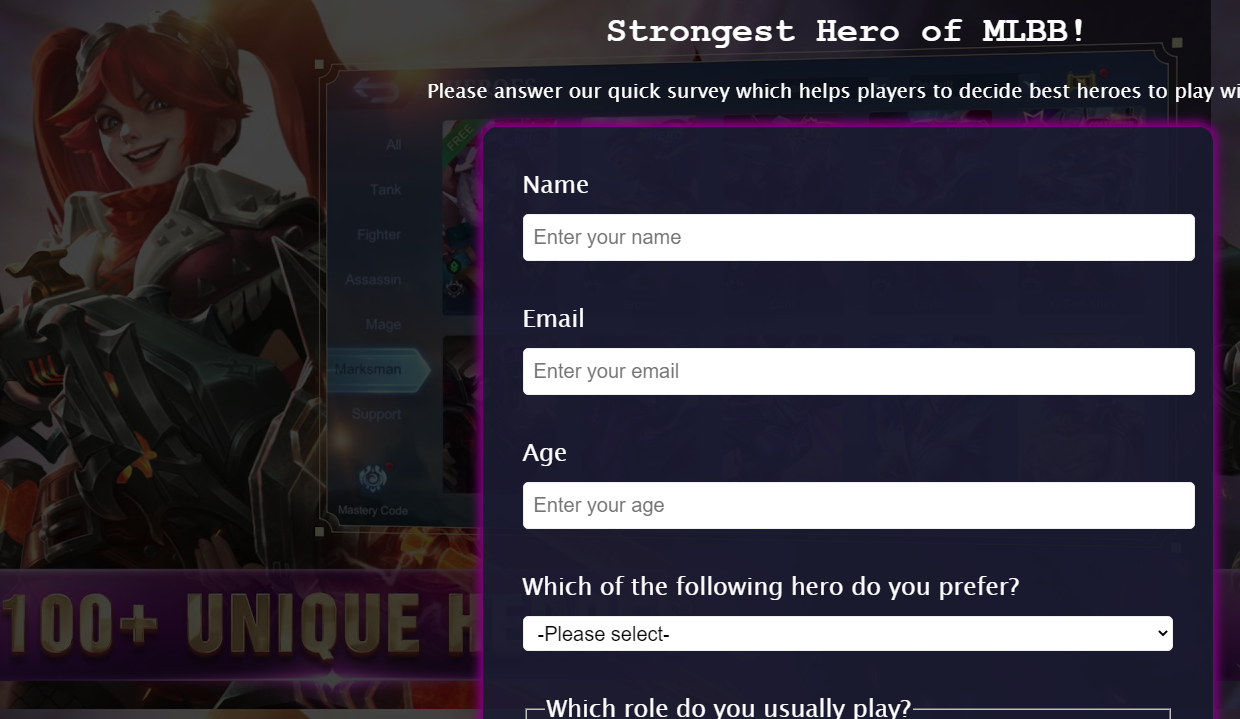 Strongest Hero of MLBB!
Please answer our quick survey which helps players to decide best heroes to play wi
HEROES
All
FREE
Tank
Fighter
Assassin
Mage
Marksman
Support
Mastery Code
100+ UNIQUE HE
Name
Enter your name
Email
Enter your email
Age
Enter your age
Which of the following hero do you prefer?
-Please select-
Which role do you usually play?